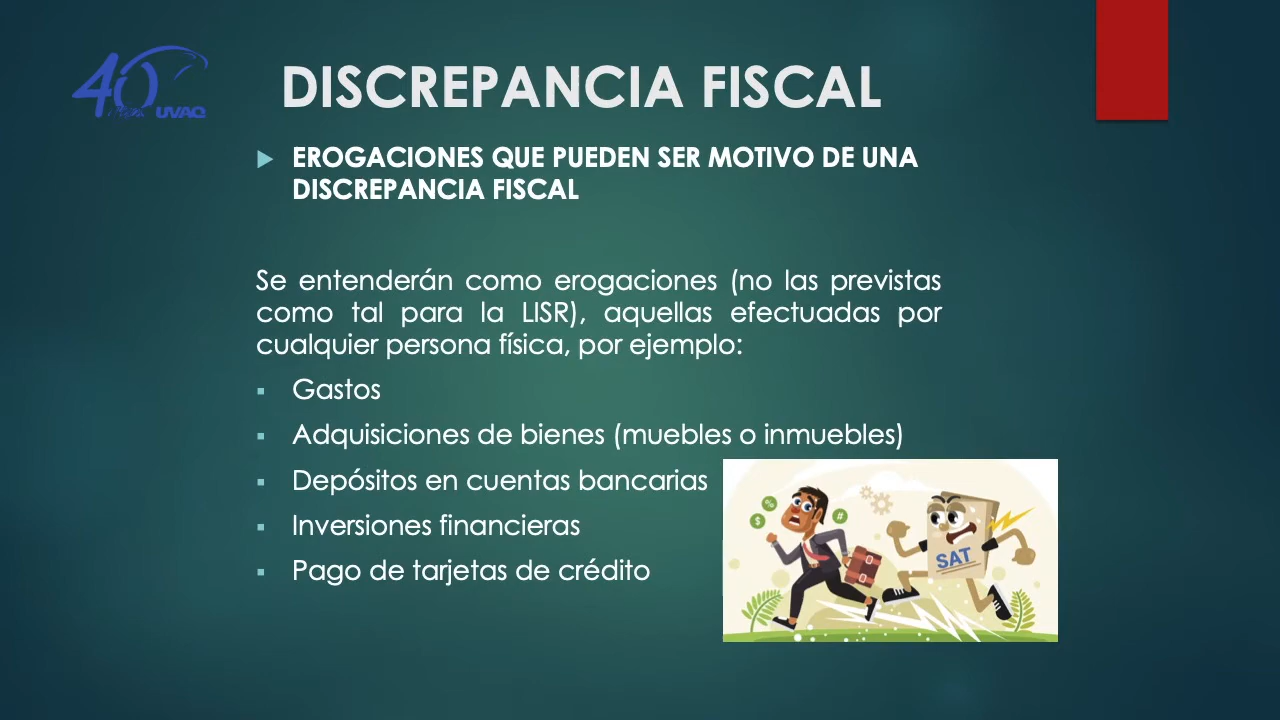 40
UVAQ
DISCREPANCIA FISCAL
EROGACIONES QUE PUEDEN SER MOTIVO DE UNA
DISCREPANCIA FISCAL
Se entenderán como erogaciones (no las previstas
como tal para la LISR), aquellas efectuadas por
cualquier persona física, por ejemplo:
Gastos
Adquisiciones de bienes (muebles o inmuebles)
Depósitos en cuentas bancarias
Inversiones financieras
Pago de tarjetas de crédito
$ % #
SAT